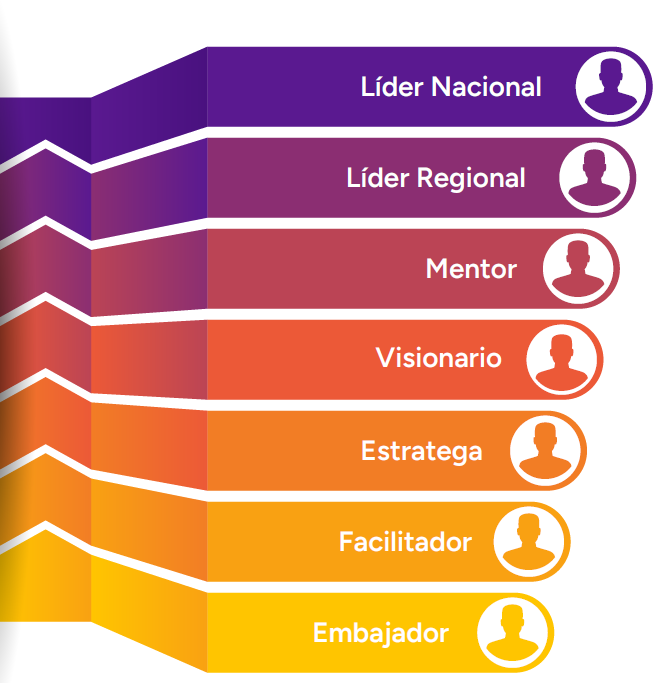 Líder Nacional
Líder Regional
Mentor
Visionario
Estratega
Facilitador
Embajador